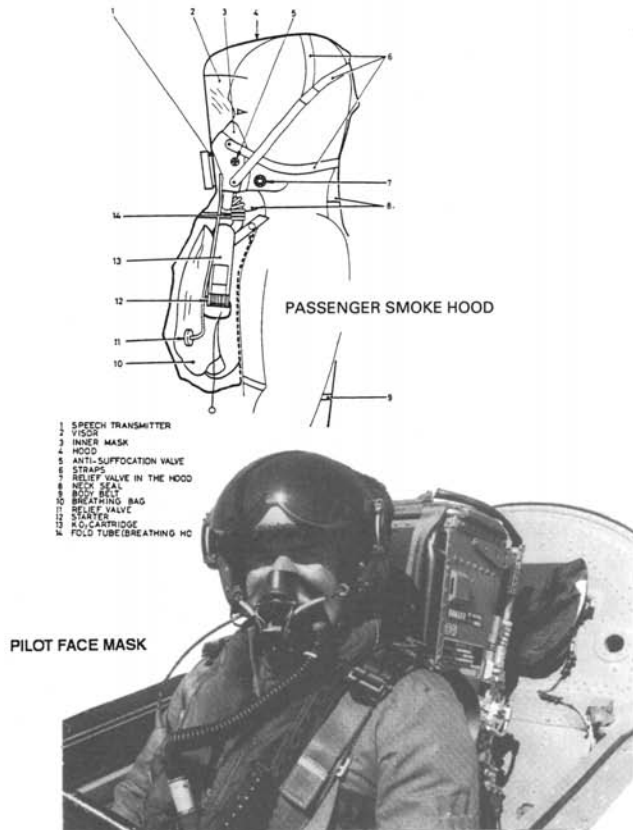 1
2
3
4
5
6
7
8.
9
10
11
12
13
14
PASSENGER SMOKE HOOD
1 SPEECH TRANSMITTER
2 VISOR
3 INNER MASK
4 HOOD
5 ANTI-SUFFOCATION VALVE
6 STRAPS
7 RELIEF VALVE IN THE HOOD
8 NECK SEAL
9 BODY BELT
10 BREATHING BAG
11 RELIEF VALVE
12 STARTER
13 KO₂ CARTRIDGE
14 FOLD TUBE (BREATHING HO
PILOT FACE MASK